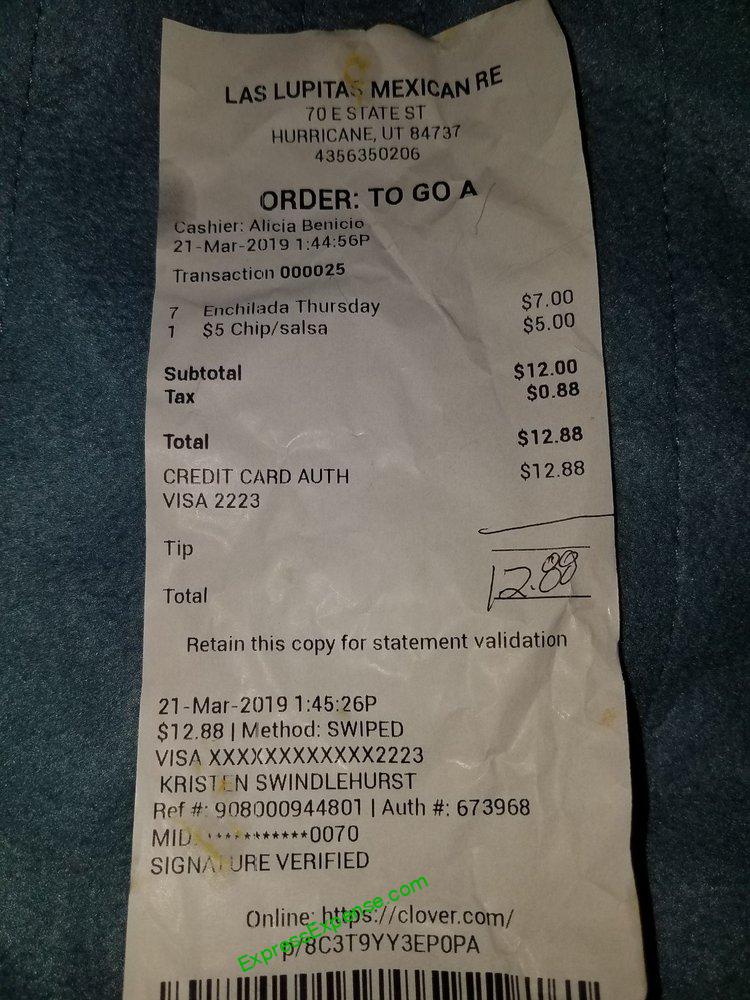 LAS LUPITAS MEXICAN RE
70 E STATE ST
HURRICANE, UT 84737
4356350206
ORDER: TO GO A
Cashier: Alicia Benicio
21-Mar-2019 1:44:56P
Transaction 000025
7 Enchilada Thursday $7.00
1 $5 Chip/salsa $5.00
Subtotal $12.00
Tax $0.88
Total $12.88
CREDIT CARD AUTH $12.88
VISA 2223
Tip
Total 12.88
Retain this copy for statement validation
21-Mar-2019 1:45:26P
$12.88 | Method: SWIPED
VISA XXXXXXXXXXXX2223
KRISTEN SWINDLEHURST
Ref #: 908000944801 | Auth #: 673968
MID: ***********0070
SIGNATURE VERIFIED
Online: https://clover.com/
p/8C3T9YY3EP0PA
ExpressExpense.com